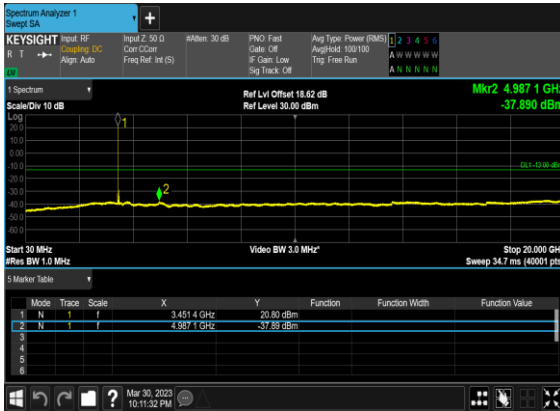 Spectrum Analyzer 1
Swept SA
KEYSIGHT
R T
Input: RF
Coupling: DC
Align: Auto
Input Z: 50 Ω
Corr CCorr
Freq Ref: Int (S)
#Atten: 30 dB
PNO: Fast
Gate: Off
IF Gain: Low
Sig Track: Off
Avg Type: Power (RMS)
Avg|Hold: 100/100
Trig: Free Run
1 2 3 4 5 6
A W W W W W
A N N N N N
1 Spectrum
Scale/Div 10 dB
Ref Lvl Offset 18.62 dB
Ref Level 30.00 dBm
Mkr2 4.987 1 GHz
-37.890 dBm
Log
20.0
10.0
0.00
-10.0
-20.0
-30.0
-40.0
-50.0
-60.0
1
2
DL1 -13.00 dBm
Start 30 MHz
#Res BW 1.0 MHz
Video BW 3.0 MHz*
Stop 20.000 GH
Sweep 34.7 ms (40001 pts
5 Marker Table
Mode Trace Scale X Y Function Function Width Function Value
1 N 1 f 3.451 4 GHz 20.80 dBm
2 N 1 f 4.987 1 GHz -37.89 dBm
3
4
5
6
?
Mar 30, 2023
10:11:32 PM